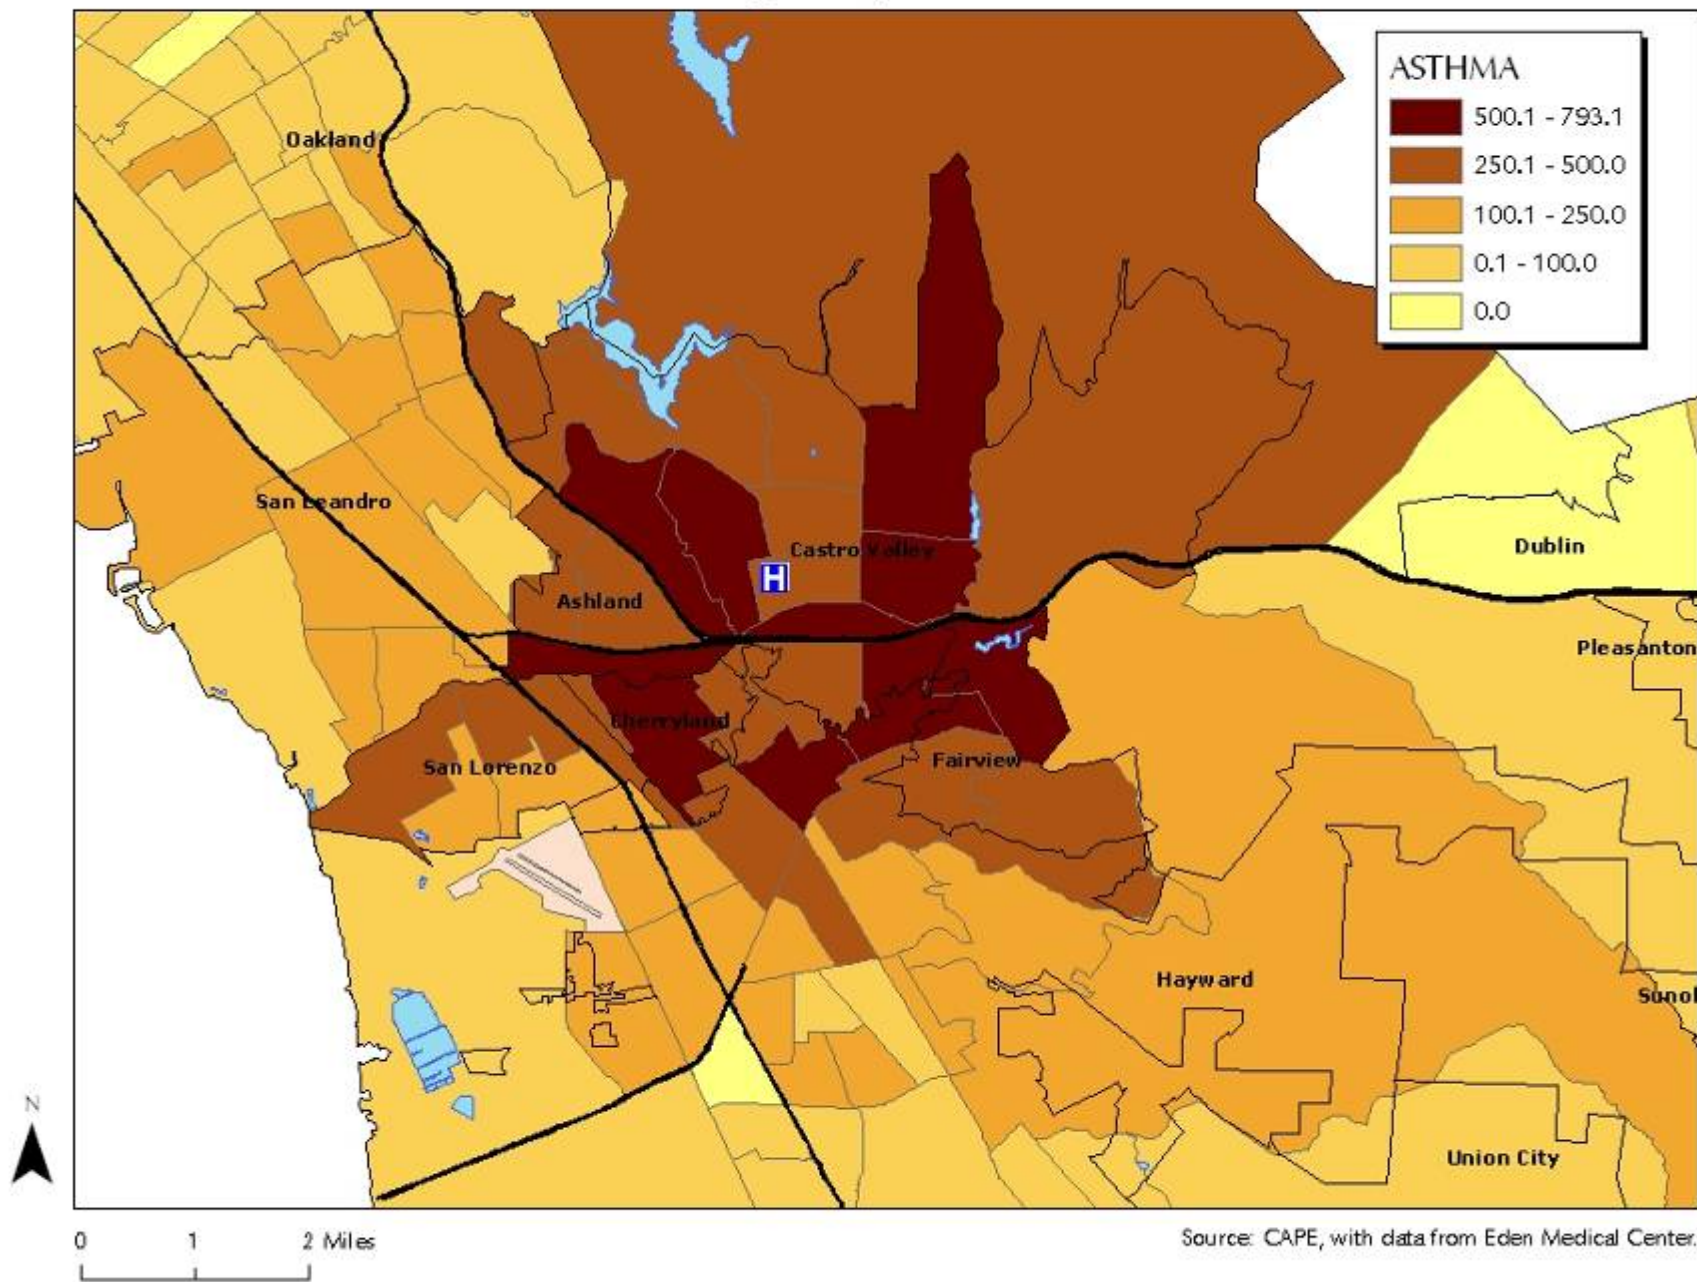 ASTHMA
500.1 - 793.1
250.1 - 500.0
100.1 - 250.0
0.1 - 100.0
0.0
Oakland
San Leandro
Castro Valley
H
Dublin
Ashland
Pleasanton
Cherryland
San Lorenzo
Fairview
Hayward
Sunol
Union City
N
0 1 2 Miles
Source: CAPE, with data from Eden Medical Center.